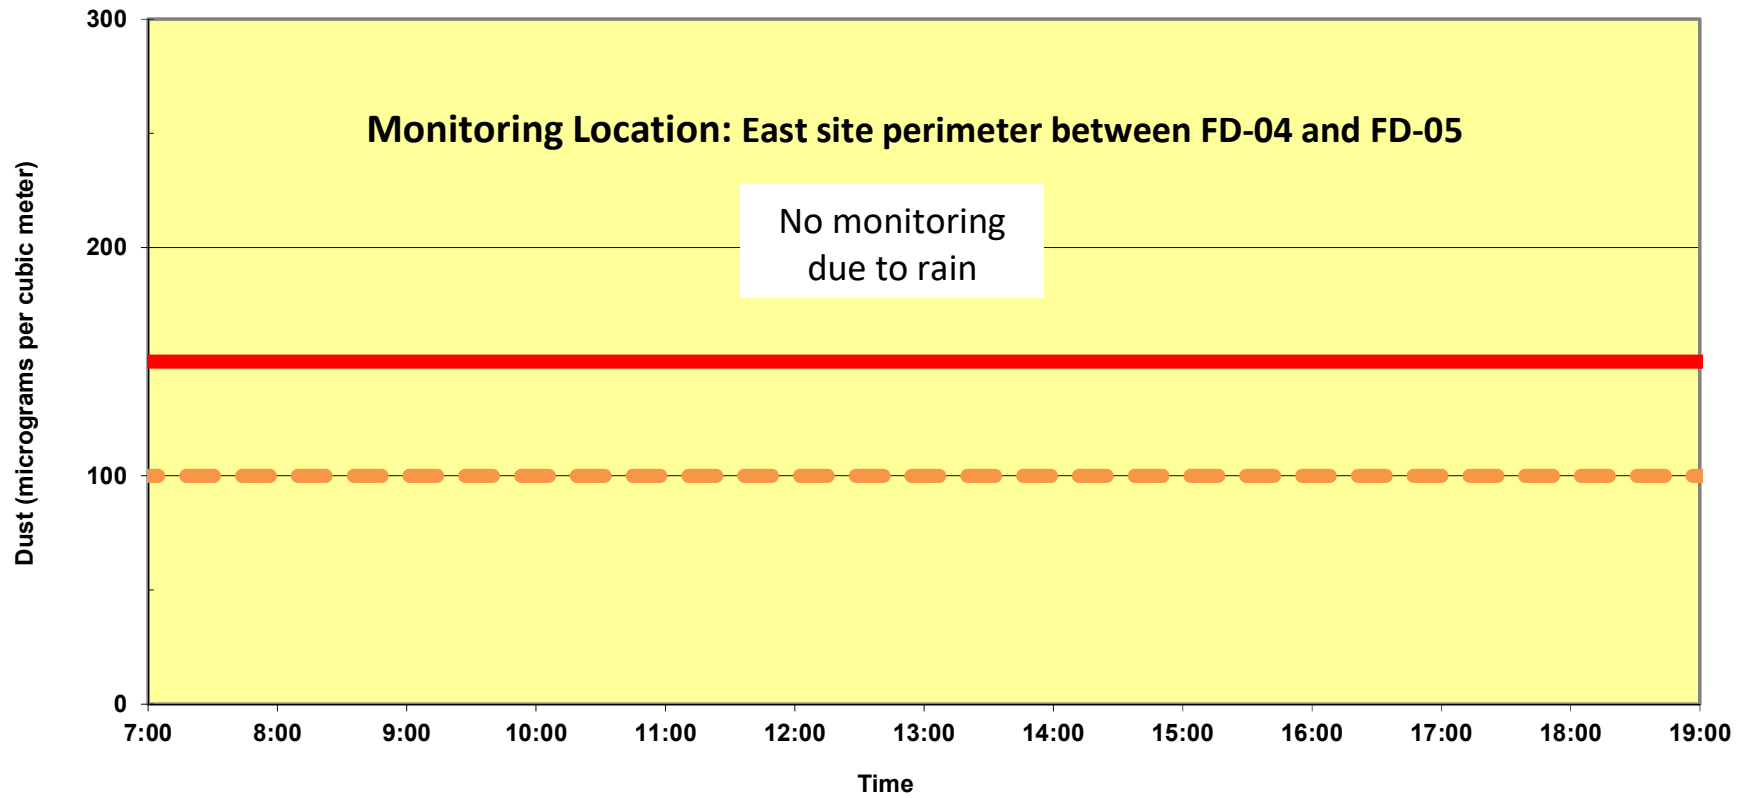 300
Monitoring Location: East site perimeter between FD-04 and FD-05
No monitoring
due to rain
200
100
0
Dust (micrograms per cubic meter)
7:00 8:00 9:00 10:00 11:00 12:00 13:00 14:00 15:00 16:00 17:00 18:00 19:00
Time